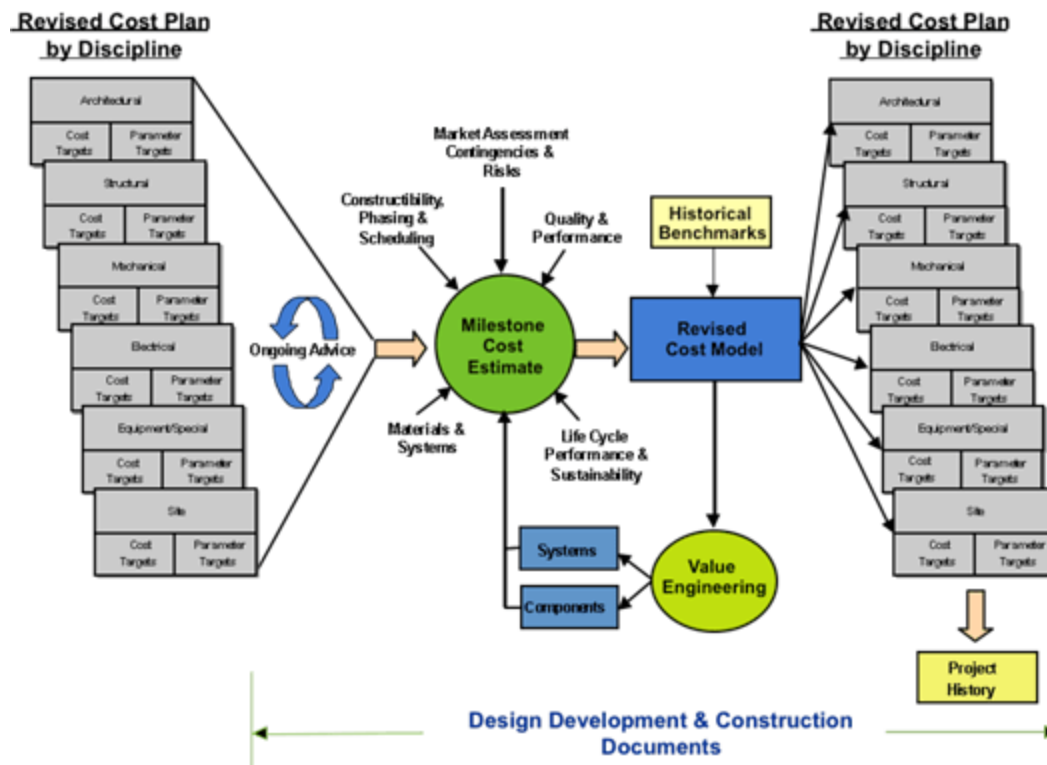 Revised Cost Plan
by Discipline
Architectural
Cost
Targets
Parameter
Targets
Structural
Cost
Targets
Parameter
Targets
Mechanical
Cost
Targets
Parameter
Targets
Electrical
Cost
Targets
Parameter
Targets
Equipment/Special
Cost
Targets
Parameter
Targets
Site
Cost
Targets
Parameter
Targets
Ongoing Advice
Market Assessment
Contingencies &
Risks
Constructibility,
Phasing &
Scheduling
Quality &
Performance
Milestone
Cost
Estimate
Materials &
Systems
Life Cycle
Performance &
Sustainability
Historical
Benchmarks
Revised
Cost Model
Systems
Components
Value
Engineering
Revised Cost Plan
by Discipline
Architectural
Cost
Targets
Parameter
Targets
Structural
Cost
Targets
Parameter
Targets
Mechanical
Cost
Targets
Parameter
Targets
Electrical
Cost
Targets
Parameter
Targets
Equipment/Special
Cost
Targets
Parameter
Targets
Site
Cost
Targets
Parameter
Targets
Project
History
Design Development & Construction
Documents